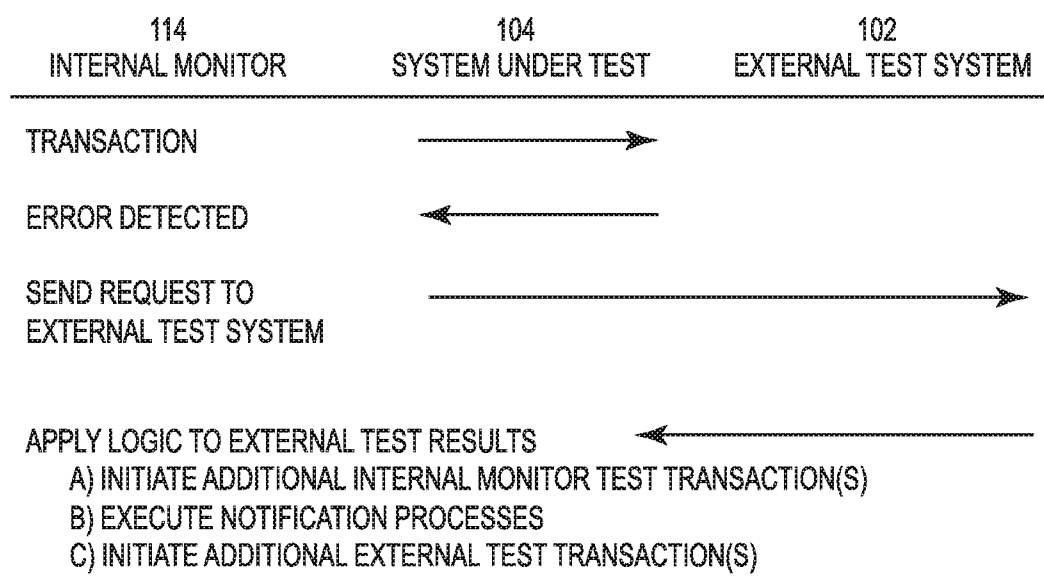 114 104 102
INTERNAL MONITOR SYSTEM UNDER TEST EXTERNAL TEST SYSTEM
TRANSACTION
ERROR DETECTED
SEND REQUEST TO
EXTERNAL TEST SYSTEM
APPLY LOGIC TO EXTERNAL TEST RESULTS
A) INITIATE ADDITIONAL INTERNAL MONITOR TEST TRANSACTION(S)
B) EXECUTE NOTIFICATION PROCESSES
C) INITIATE ADDITIONAL EXTERNAL TEST TRANSACTION(S)